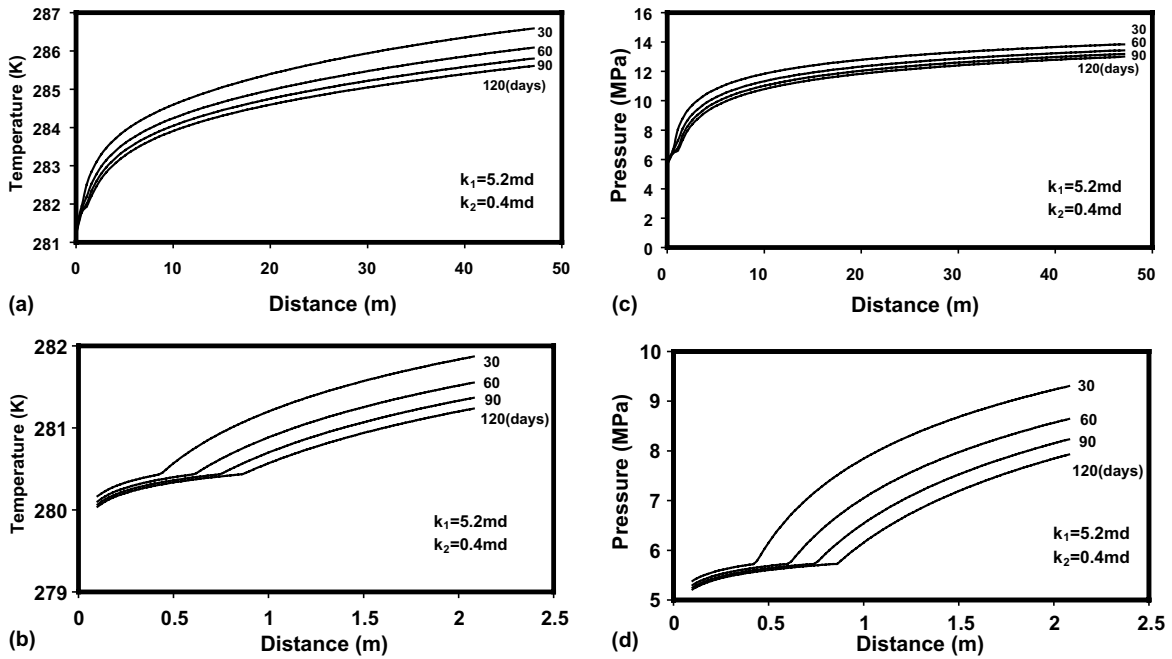 287
286
285
284
283
282
281
Temperature (K)
30
60
90
120(days)
k₁=5.2md
k₂=0.4md
0 10 20 30 40 50
(a) Distance (m)
16
14
12
10
8
6
4
2
0
Pressure (MPa)
30
60
90
120(days)
k₁=5.2md
k₂=0.4md
0 10 20 30 40 50
(c) Distance (m)
282
281
280
279
Temperature (K)
30
60
90
120(days)
k₁=5.2md
k₂=0.4md
0 0.5 1 1.5 2 2.5
(b) Distance (m)
10
9
8
7
6
5
Pressure (MPa)
30
60
90
120(days)
k₁=5.2md
k₂=0.4md
0 0.5 1 1.5 2 2.5
(d) Distance (m)